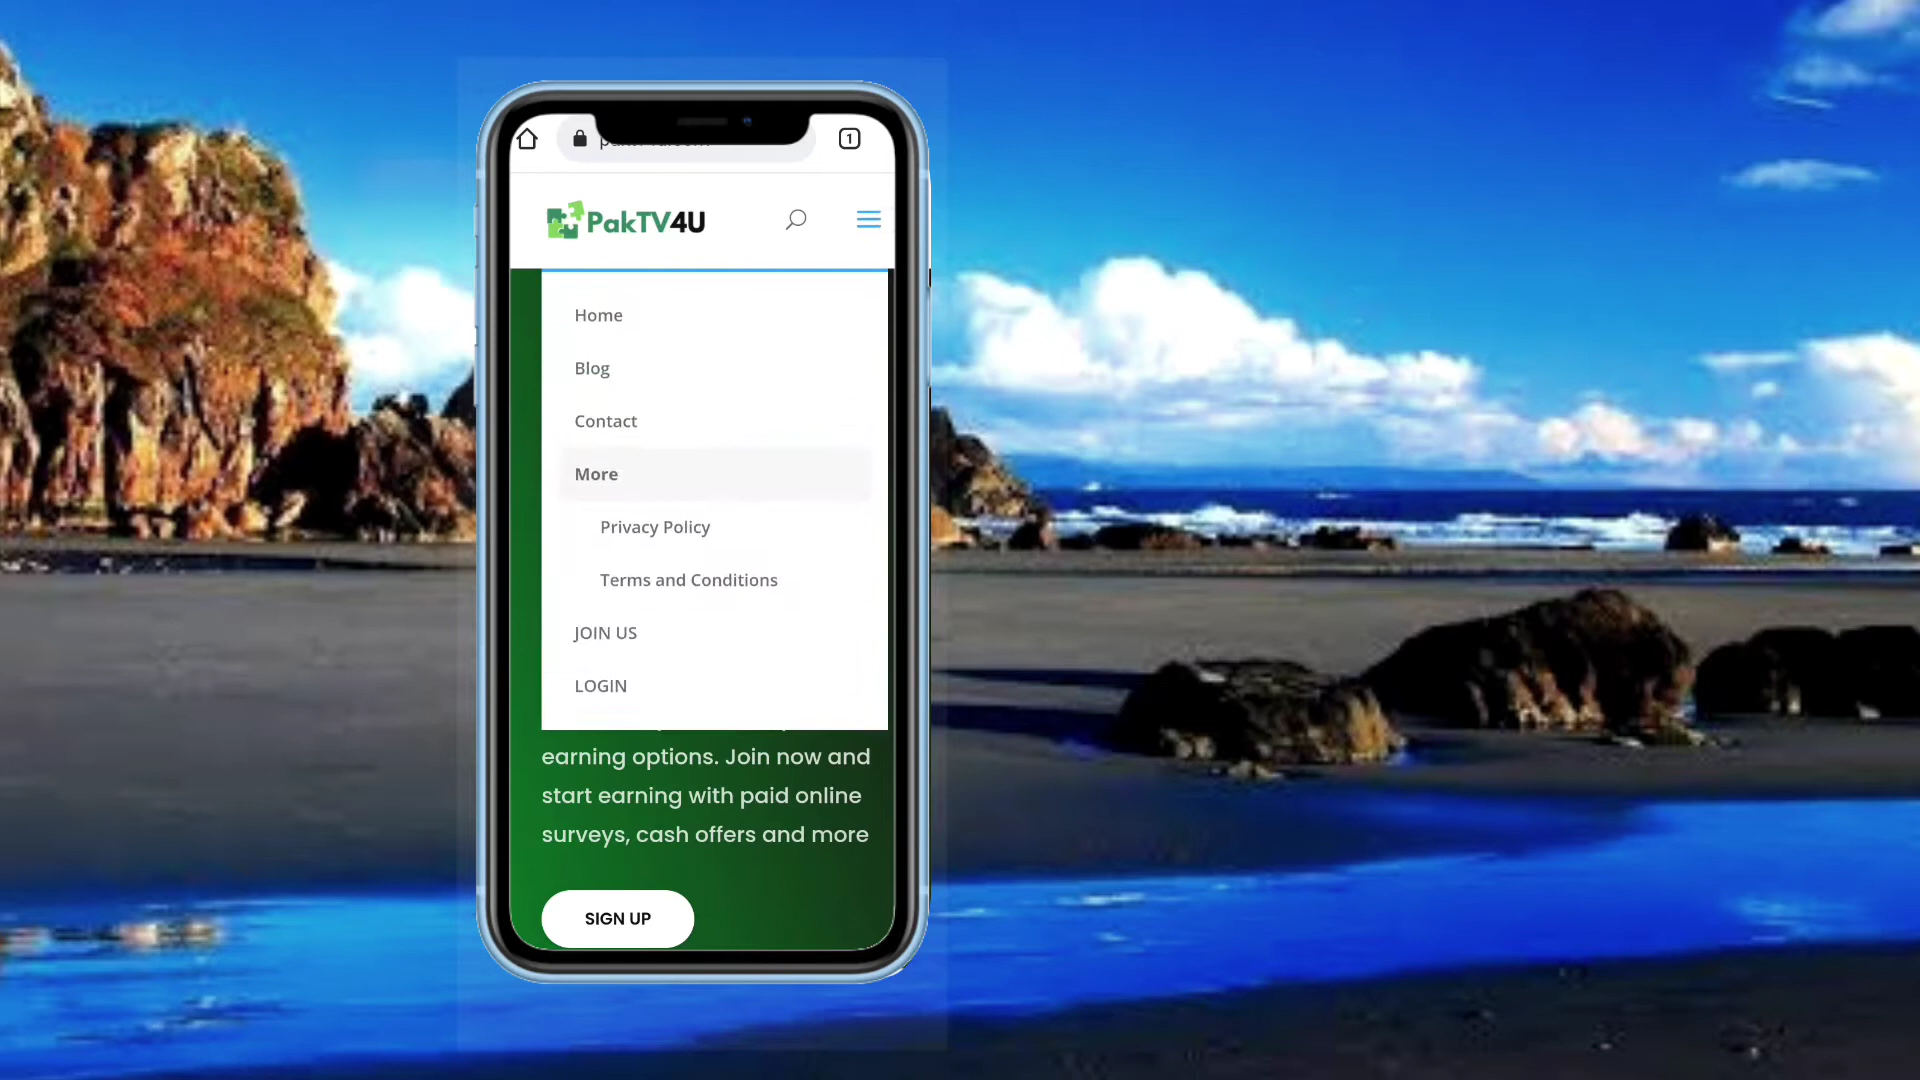 1
PakTV4U
Home
Blog
Contact
More
Privacy Policy
Terms and Conditions
JOIN US
LOGIN
earning options. Join now and
start earning with paid online
surveys, cash offers and more
SIGN UP